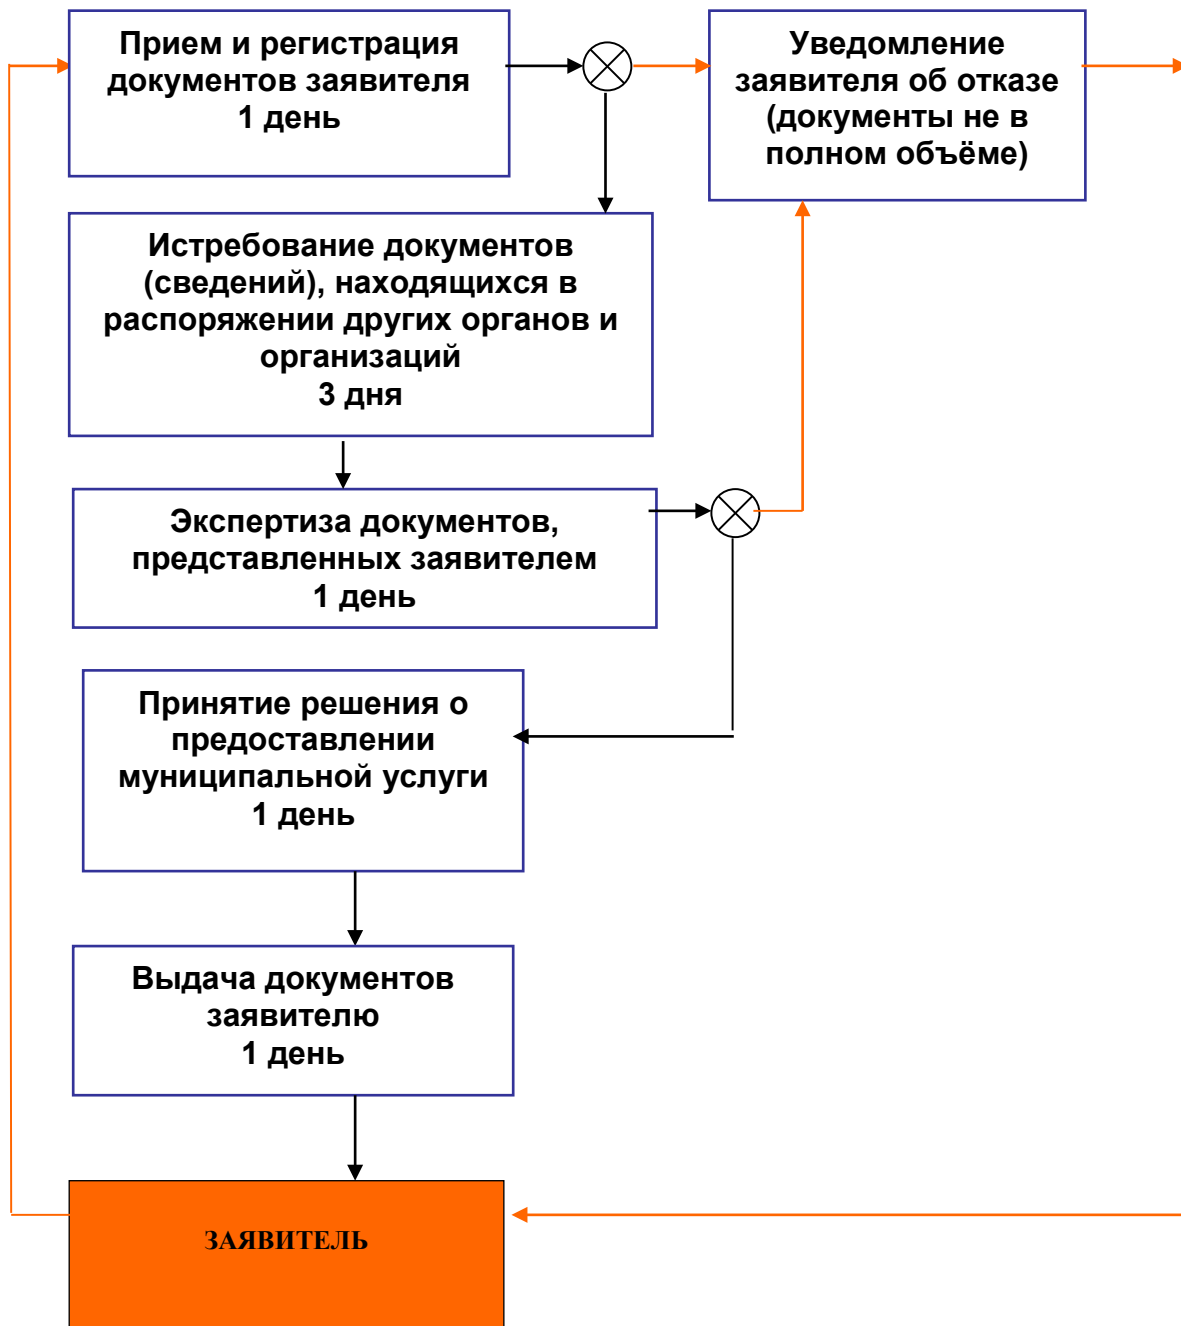 Прием и регистрация
документов заявителя
1 день
Уведомление
заявителя об отказе
(документы не в
полном объёме)
Истребование документов
(сведений), находящихся в
распоряжении других органов и
организаций
3 дня
Экспертиза документов,
представленных заявителем
1 день
Принятие решения о
предоставлении
муниципальной услуги
1 день
Выдача документов
заявителю
1 день
ЗАЯВИТЕЛЬ